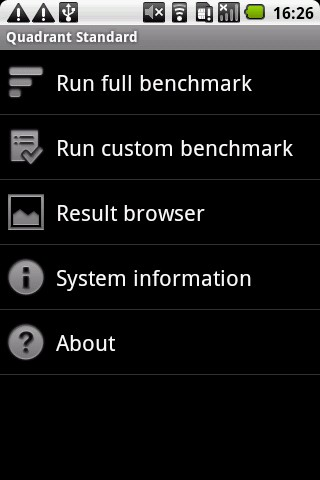 16:26
Quadrant Standard
Run full benchmark
Run custom benchmark
Result browser
System information
About